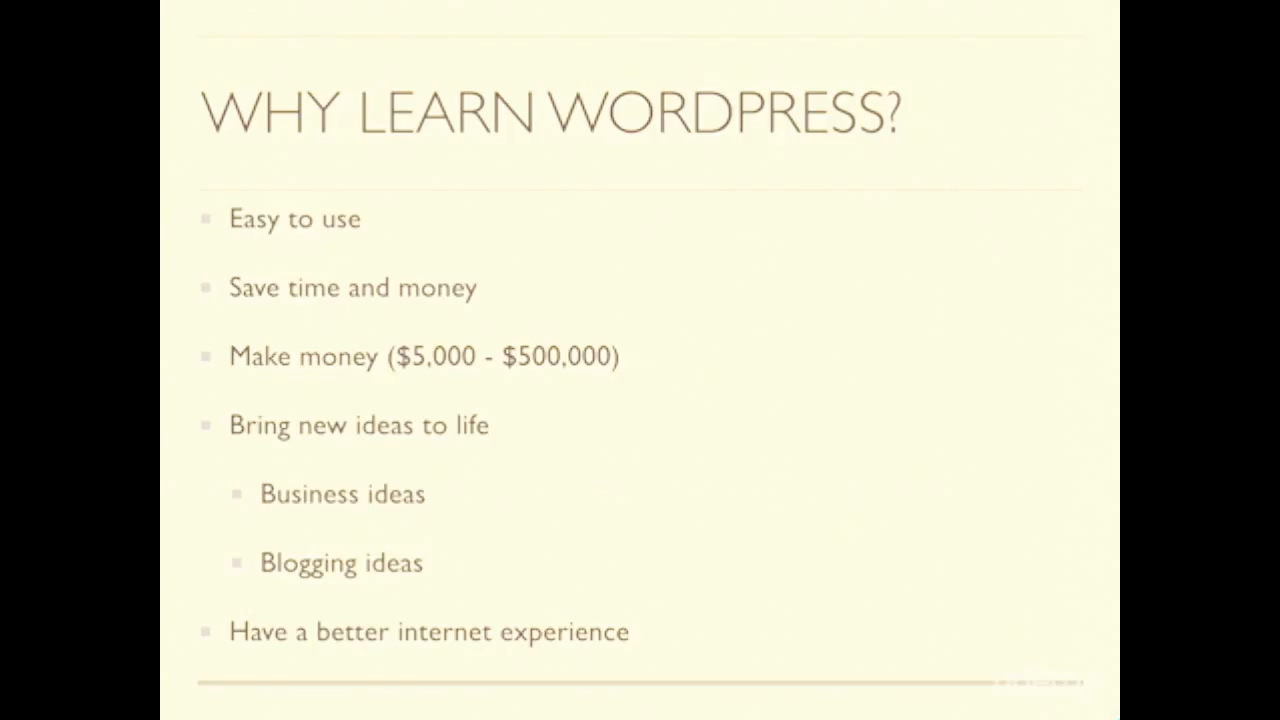 WHY LEARN WORDPRESS?
Easy to use
Save time and money
Make money ($5,000 - $500,000)
Bring new ideas to life
Business ideas
Blogging ideas
Have a better internet experience